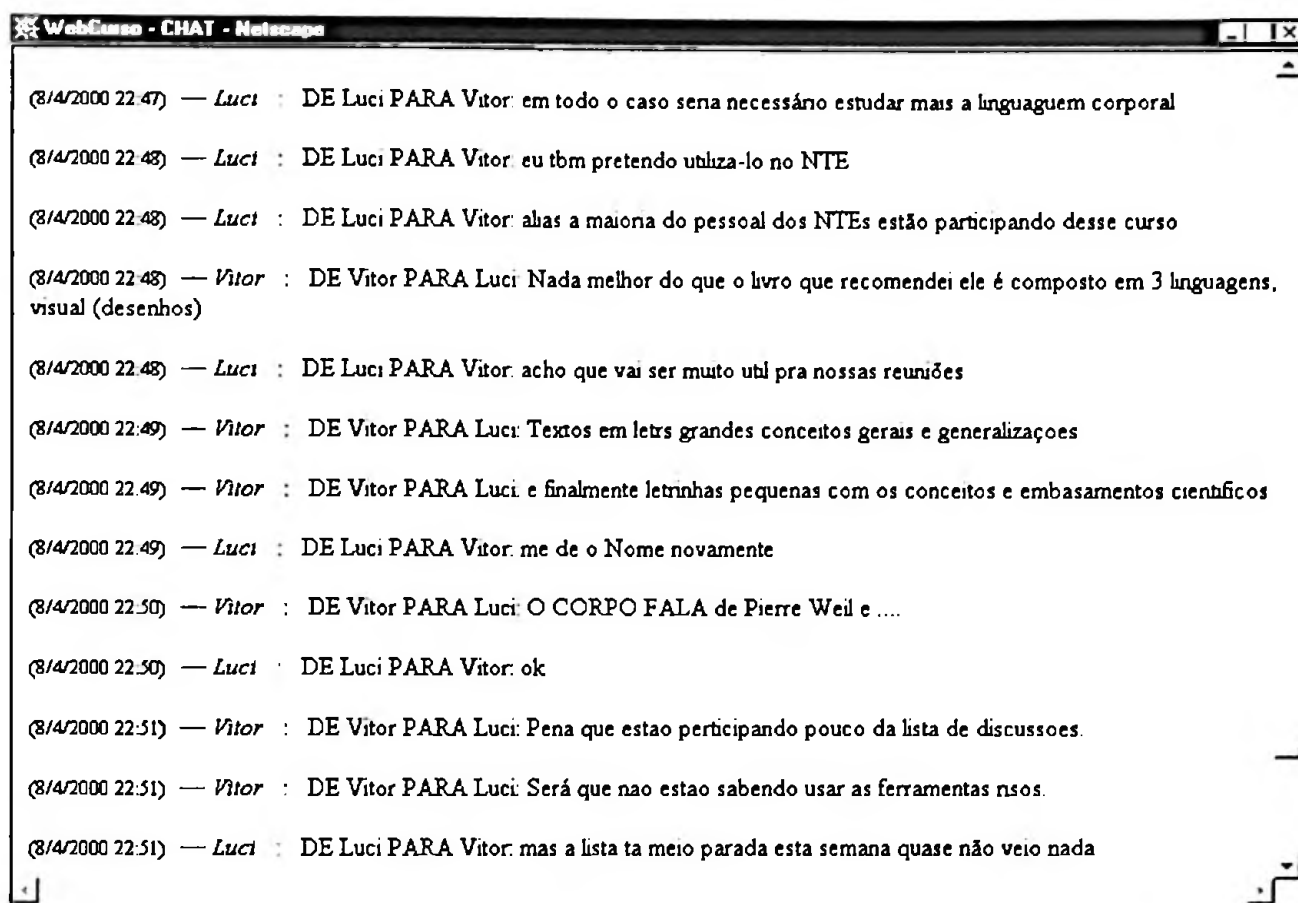 WebCurso - CHAT - Netscape
(8/4/2000 22:47) — Luci : DE Luci PARA Vitor: em todo o caso seria necessário estudar mais a linguaguem corporal
(8/4/2000 22:48) — Luci : DE Luci PARA Vitor: eu tbm pretendo utiliza-lo no NTE
(8/4/2000 22:48) — Luci : DE Luci PARA Vitor: alias a maioria do pessoal dos NTEs estão participando desse curso
(8/4/2000 22:48) — Vitor : DE Vitor PARA Luci: Nada melhor do que o livro que recomendei ele é composto em 3 linguagens,
visual (desenhos)
(8/4/2000 22:48) — Luci : DE Luci PARA Vitor: acho que vai ser muito util pra nossas reuniões
(8/4/2000 22:49) — Vitor : DE Vitor PARA Luci: Textos em letrs grandes conceitos gerais e generalizaçoes
(8/4/2000 22:49) — Vitor : DE Vitor PARA Luci: e finalmente letrinhas pequenas com os conceitos e embasamentos cientificos
(8/4/2000 22:49) — Luci : DE Luci PARA Vitor: me de o Nome novamente
(8/4/2000 22:50) — Vitor : DE Vitor PARA Luci: O CORPO FALA de Pierre Weil e ....
(8/4/2000 22:50) — Luci : DE Luci PARA Vitor: ok
(8/4/2000 22:51) — Vitor : DE Vitor PARA Luci: Pena que estao perticipando pouco da lista de discussoes.
(8/4/2000 22:51) — Vitor : DE Vitor PARA Luci: Será que nao estao sabendo usar as ferramentas risos.
(8/4/2000 22:51) — Luci : DE Luci PARA Vitor: mas a lista ta meio parada esta semana quase não veio nada